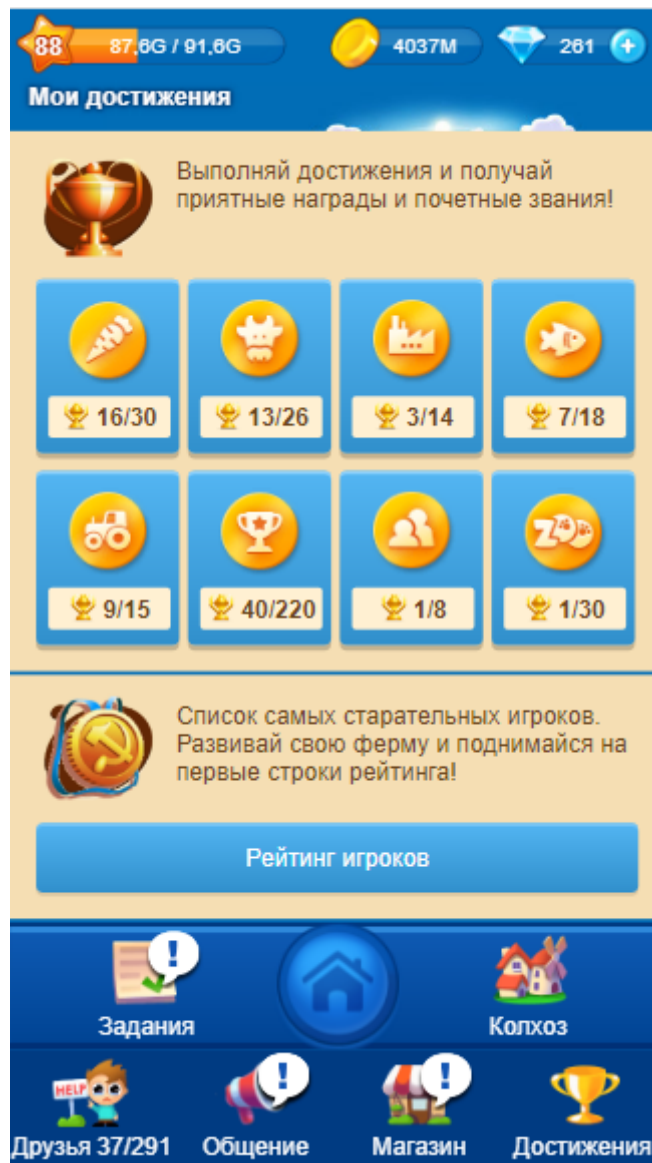 88 87,6G / 91,6G 4037M 261 +
Мои достижения
Выполняй достижения и получай
приятные награды и почетные звания!
16/30 13/26 3/14 7/18
ZOO
9/15 40/220 1/8 1/30
Список самых старательных игроков.
Развивай свою ферму и поднимайся на
первые строки рейтинга!
Рейтинг игроков
! 
Задания Колхоз
HELP ! !
Друзья 37/291 Общение Магазин Достижения